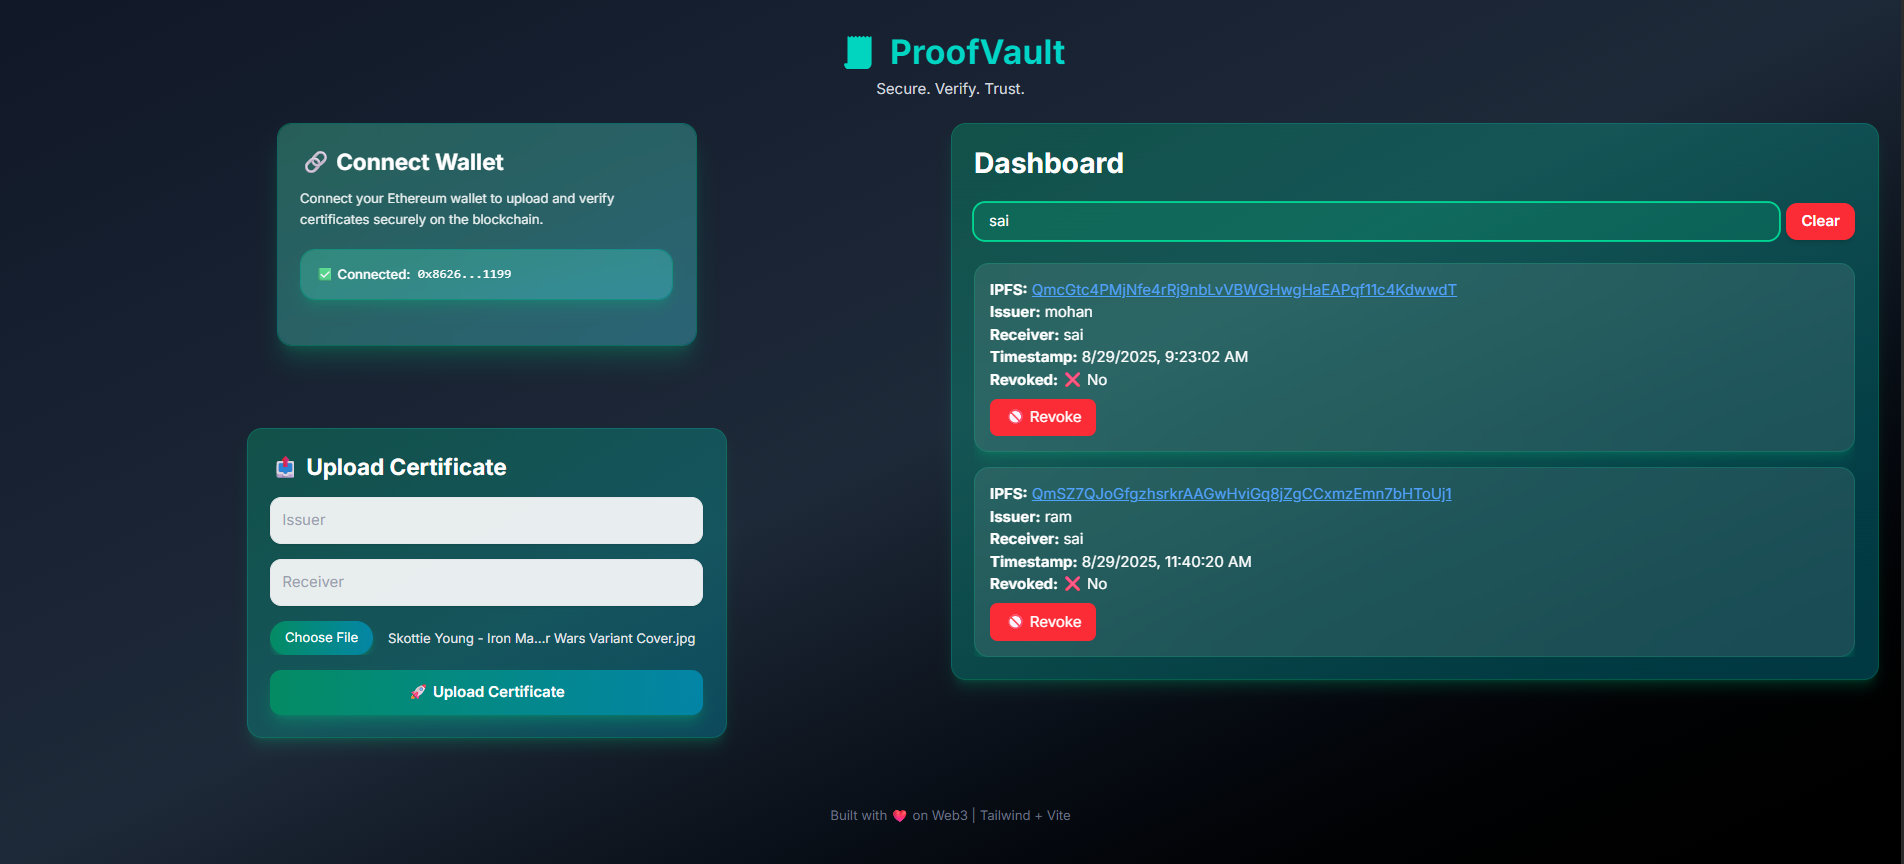 ProofVault
Secure. Verify. Trust.
Connect Wallet
Connect your Ethereum wallet to upload and verify
certificates securely on the blockchain.
Connected: 0x8626...1199
Upload Certificate
Issuer
Receiver
Choose File Skottie Young - Iron Ma...r Wars Variant Cover.jpg
Upload Certificate
Dashboard
sai Clear
IPFS: QmcGtc4PMjNfe4rRj9nbLvVBWGHwgHaEAPqf11c4KdwwdT
Issuer: mohan
Receiver: sai
Timestamp: 8/29/2025, 9:23:02 AM
Revoked: ❌ No
Revoke
IPFS: QmSZ7QJoGfgzhsrkrAAGwHviGq8jZgCCxmzEmn7bHToUj1
Issuer: ram
Receiver: sai
Timestamp: 8/29/2025, 11:40:20 AM
Revoked: ❌ No
Revoke
Built with ❤️ on Web3 | Tailwind + Vite